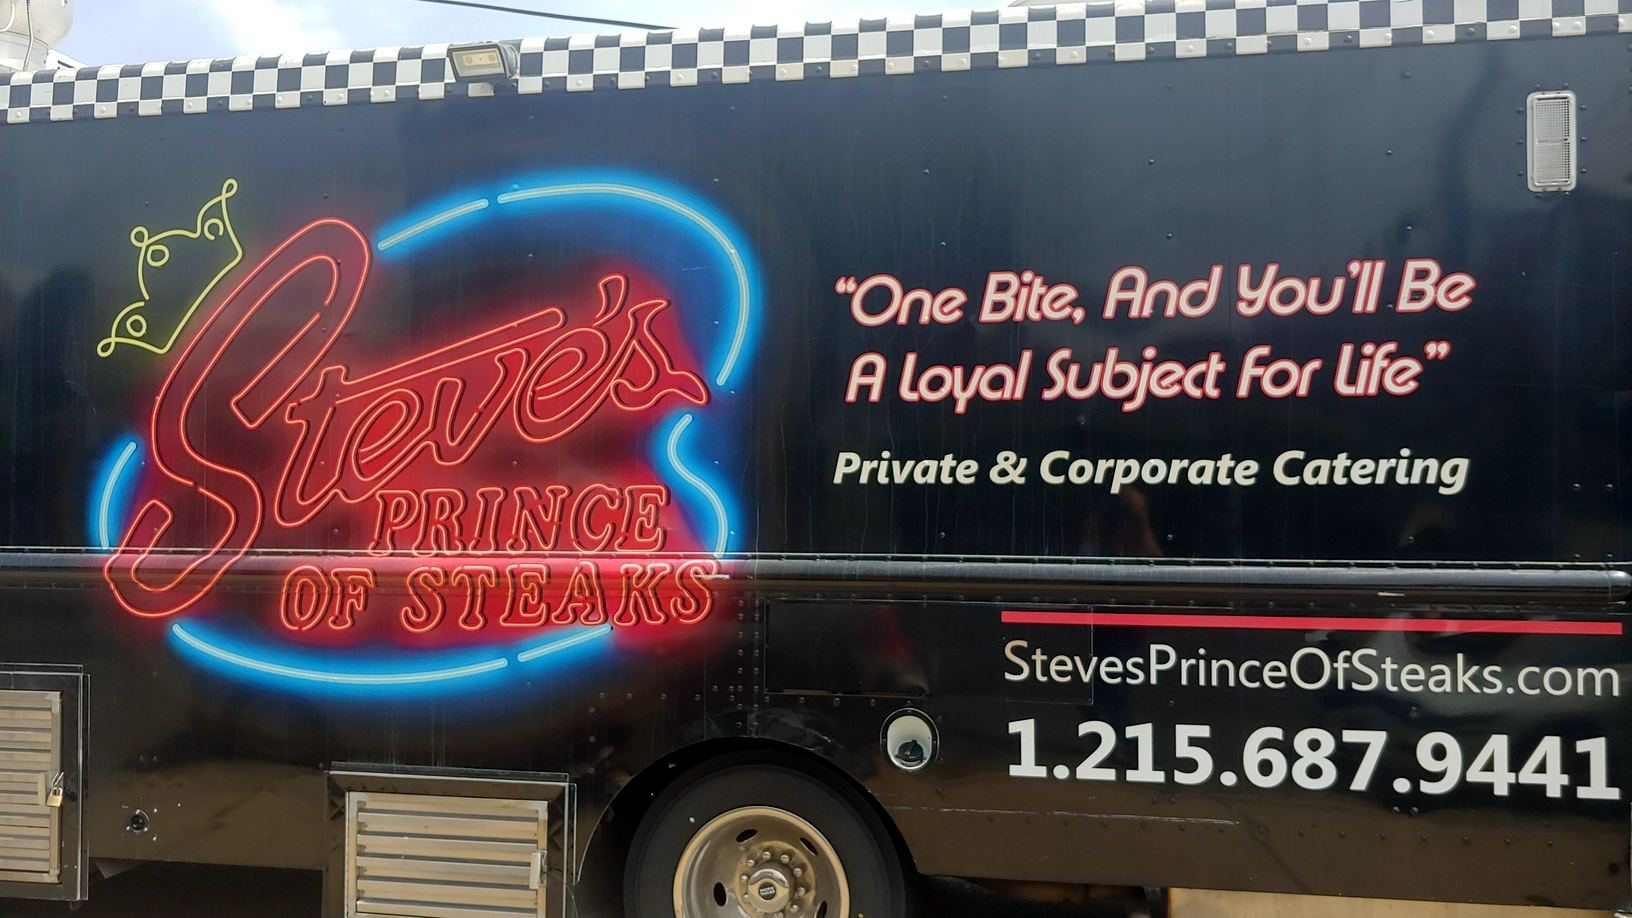 Steve's
PRINCE
OF STEAKS
“One Bite, And You'll Be
A Loyal Subject For Life”
Private & Corporate Catering
StevesPrinceOfSteaks.com
1.215.687.9441